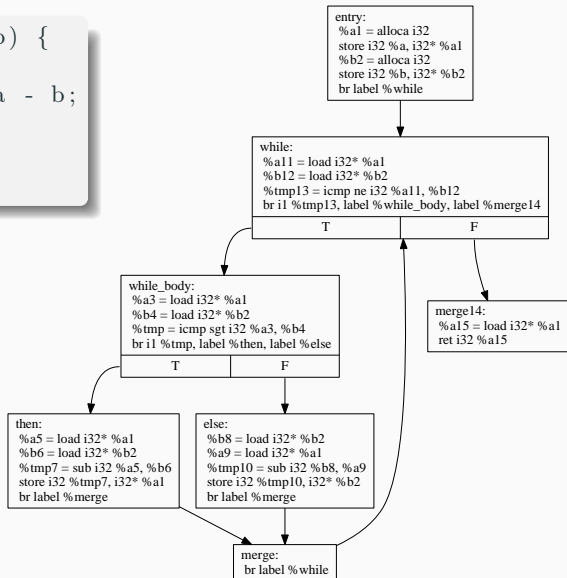 ) {
- b;
entry:
%a1 = alloca i32
store i32 %a, i32* %a1
%b2 = alloca i32
store i32 %b, i32* %b2
br label %while
while:
%a11 = load i32* %a1
%b12 = load i32* %b2
%tmp13 = icmp ne i32 %a11, %b12
br i1 %tmp13, label %while_body, label %merge14
T F
while_body:
%a3 = load i32* %a1
%b4 = load i32* %b2
%tmp = icmp sgt i32 %a3, %b4
br i1 %tmp, label %then, label %else
T F
merge14:
%a15 = load i32* %a1
ret i32 %a15
then:
%a5 = load i32* %a1
%b6 = load i32* %b2
%tmp7 = sub i32 %a5, %b6
store i32 %tmp7, i32* %a1
br label %merge
else:
%b8 = load i32* %b2
%a9 = load i32* %a1
%tmp10 = sub i32 %b8, %a9
store i32 %tmp10, i32* %b2
br label %merge
merge:
br label %while